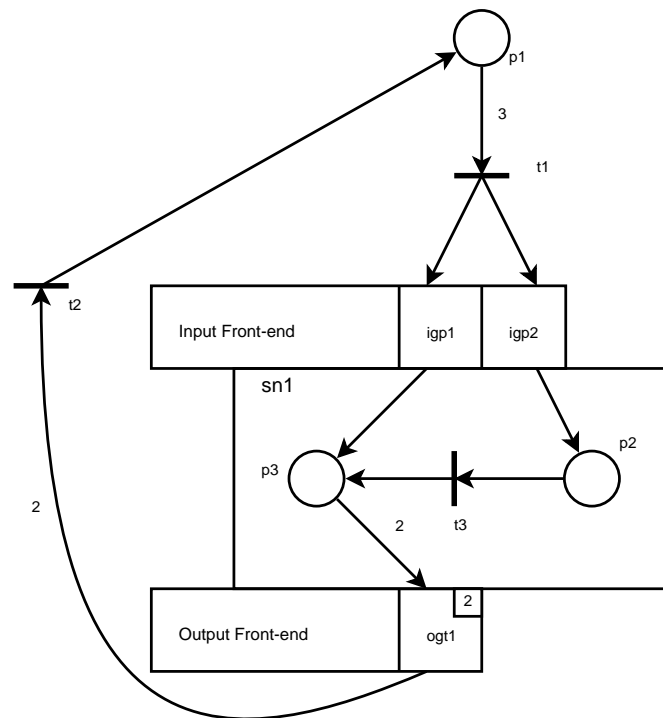 p1
3
t1
t2
Input Front-end
igp1
igp2
sn1
p2
p3
t3
2
2
2
Output Front-end
ogt1